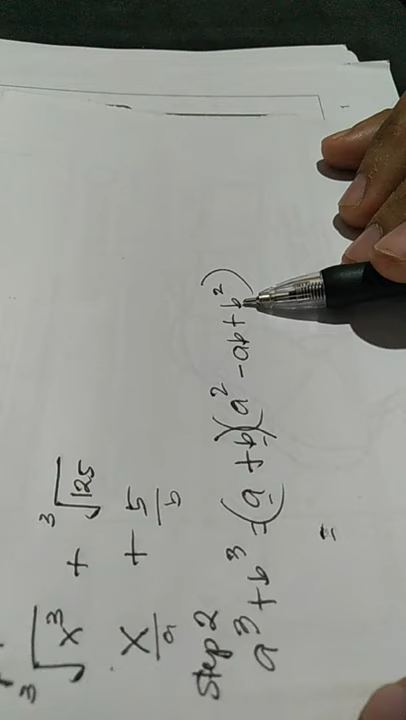 ∛x³ + ∛125
x + 5
a b
Step 2
a³ + b³ = (a + b)(a² - ab + b²)
=